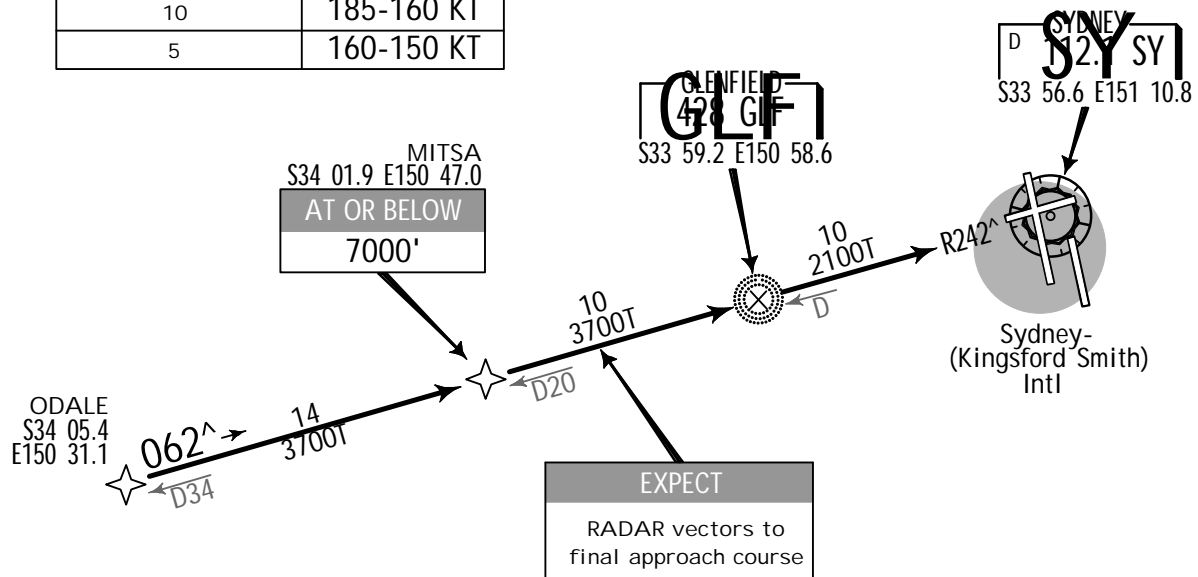 10 185-160 KT
5 160-150 KT
SYDNEY
D 112.1 SY
SY
S33 56.6 E151 10.8
GLENFIELD
428 GLF
GLF
S33 59.2 E150 58.6
MITSA
S34 01.9 E150 47.0
AT OR BELOW
7000'
10
2100T
R242^
D
10
3700T
D20
Sydney-
(Kingsford Smith)
Intl
ODALE
S34 05.4
E150 31.1
062^
14
3700T
D34
EXPECT
RADAR vectors to
final approach course